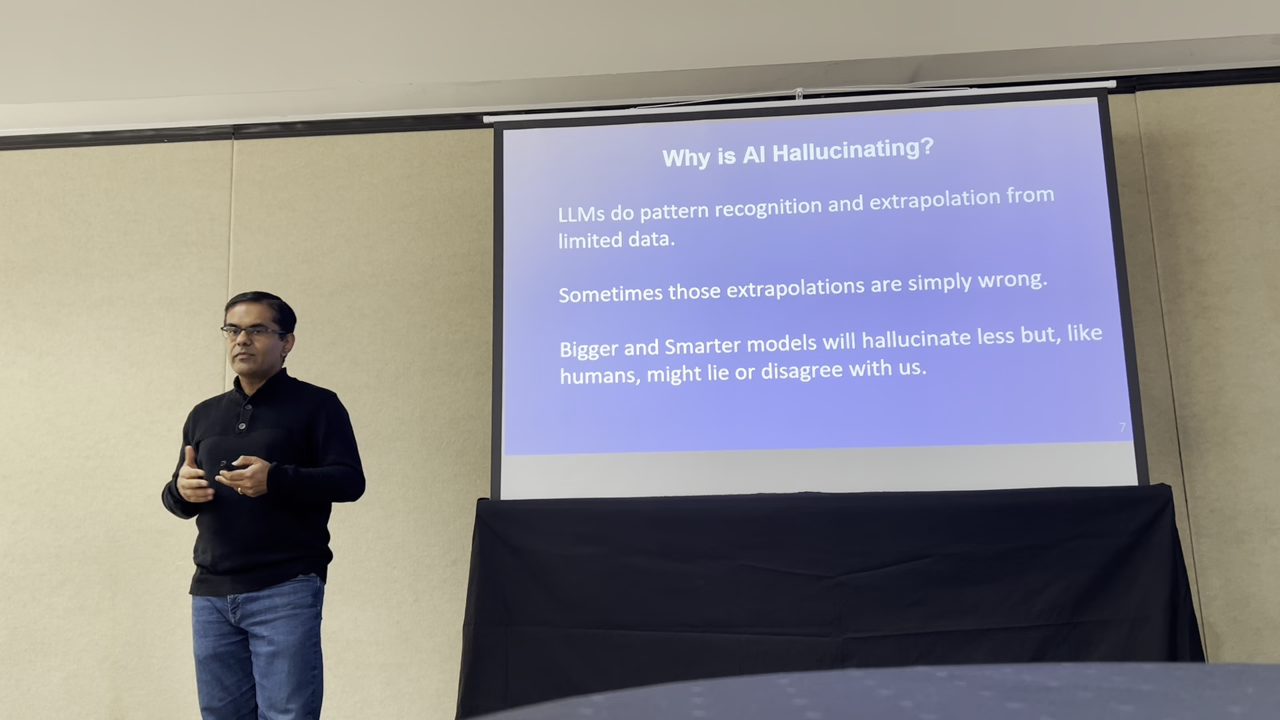 Why is AI Hallucinating?
LLMs do pattern recognition and extrapolation from
limited data.
Sometimes those extrapolations are simply wrong.
Bigger and Smarter models will hallucinate less but, like
humans, might lie or disagree with us.
7